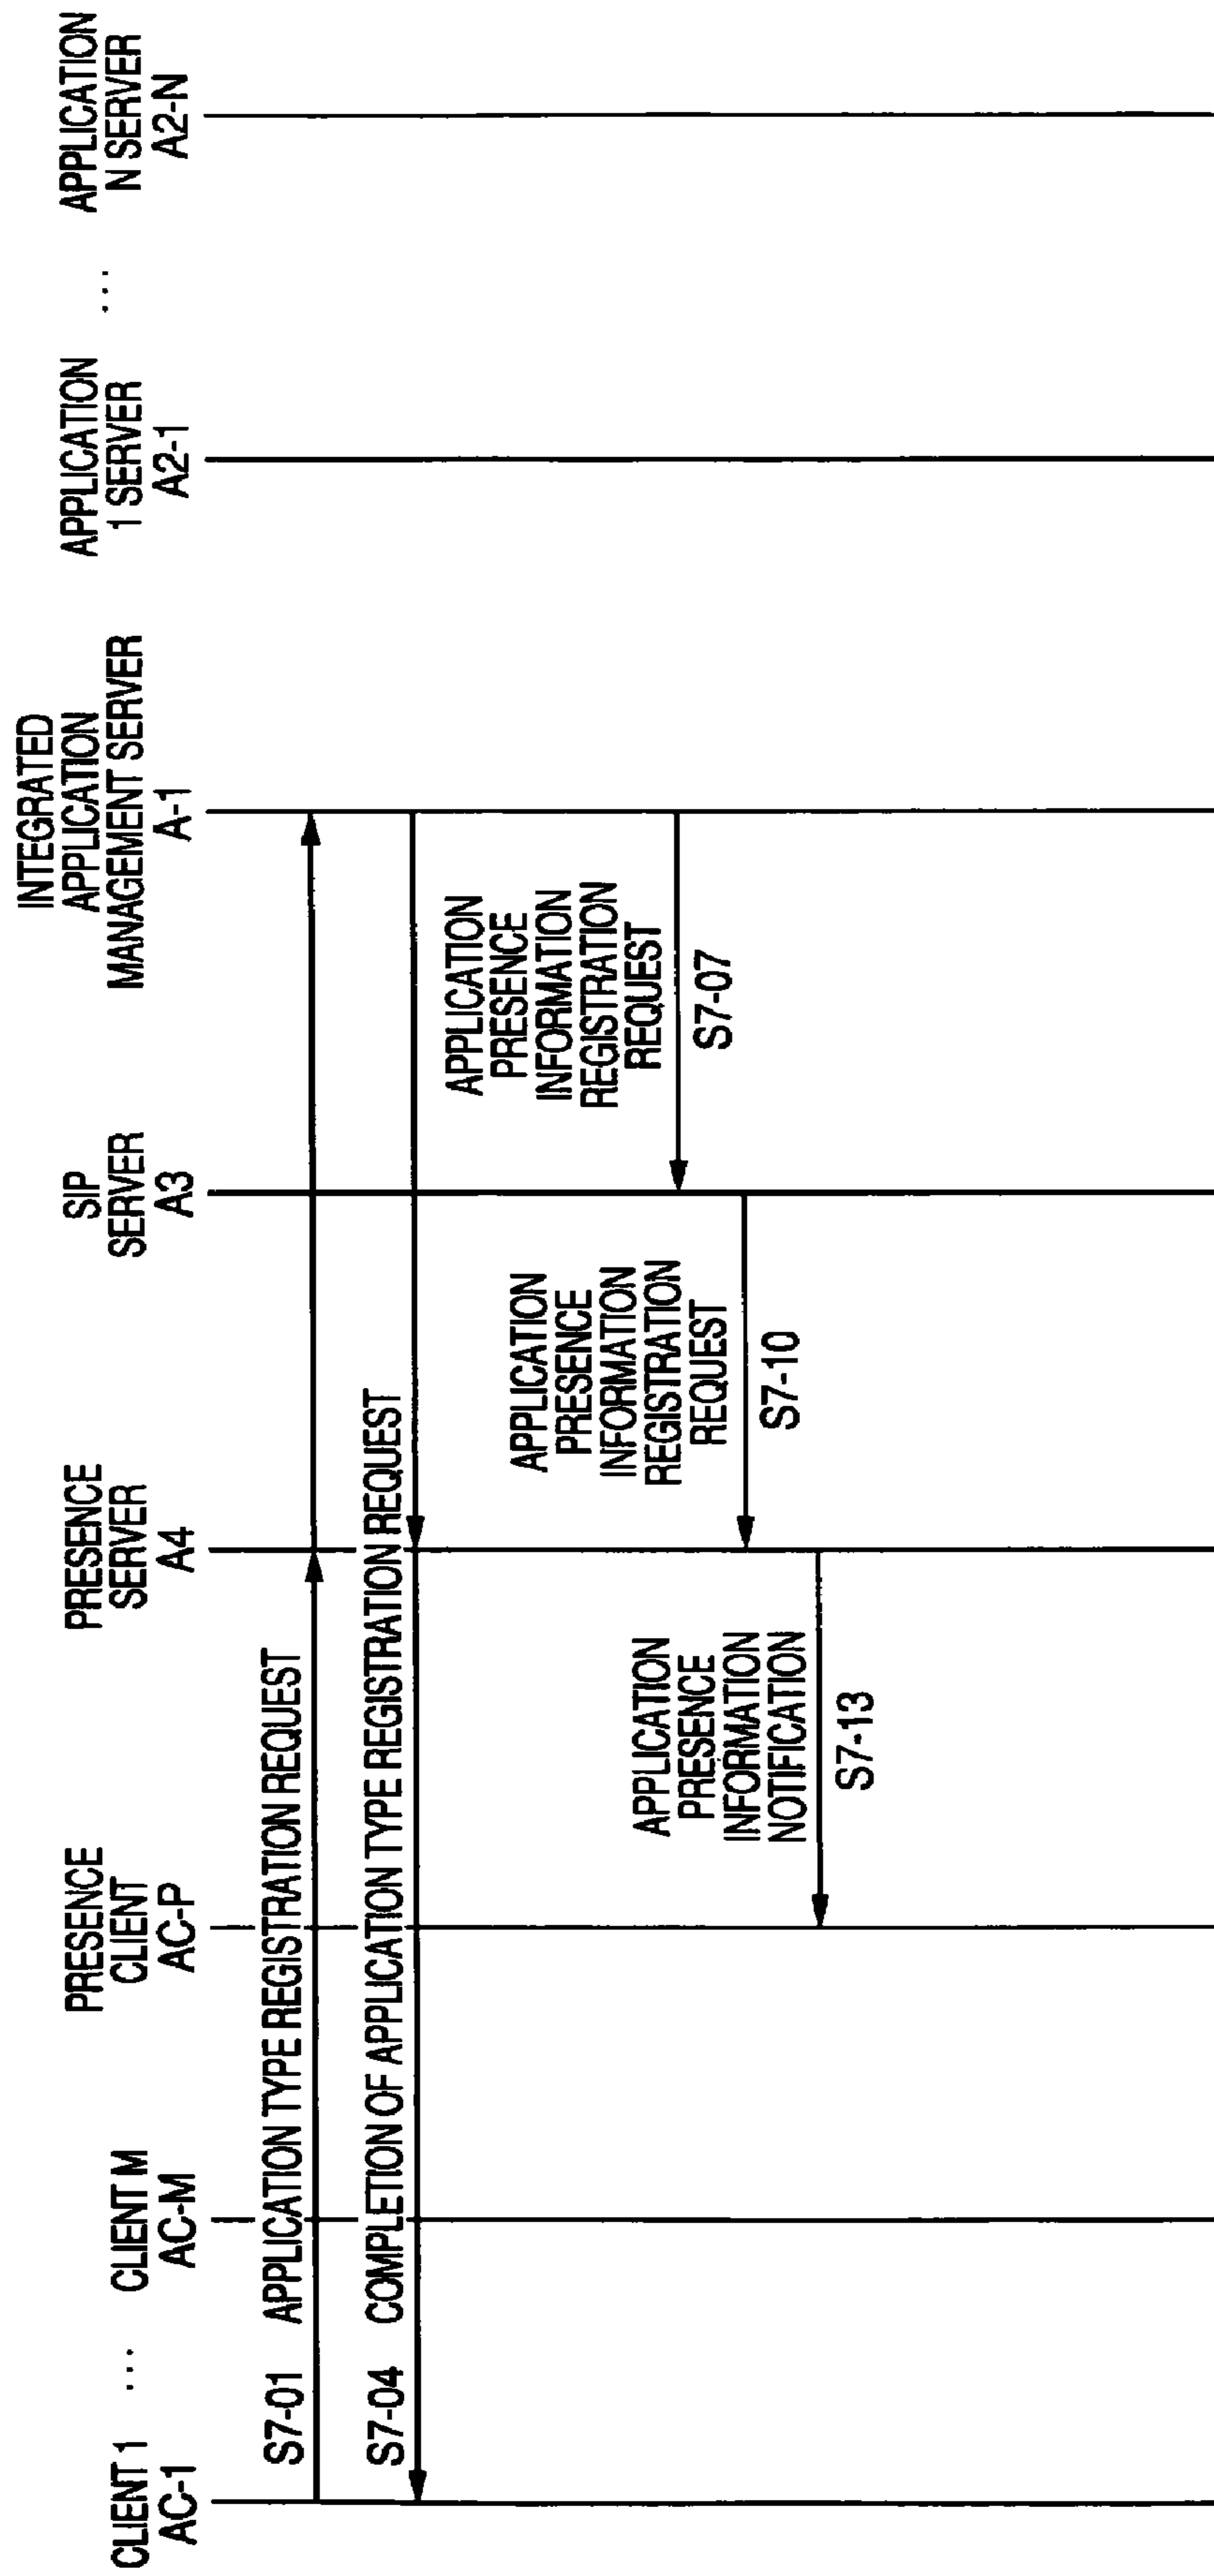 CLIENT 1
AC-1
...
CLIENT M
AC-M
PRESENCE
CLIENT
AC-P
PRESENCE
SERVER
A4
SIP
SERVER
A3
INTEGRATED
APPLICATION
MANAGEMENT SERVER
A-1
APPLICATION
1 SERVER
A2-1
...
APPLICATION
N SERVER
A2-N
S7-01 APPLICATION TYPE REGISTRATION REQUEST
S7-04 COMPLETION OF APPLICATION TYPE REGISTRATION REQUEST
APPLICATION
PRESENCE
INFORMATION
REGISTRATION
REQUEST
S7-07
APPLICATION
PRESENCE
INFORMATION
REGISTRATION
REQUEST
S7-10
APPLICATION
PRESENCE
INFORMATION
NOTIFICATION
S7-13